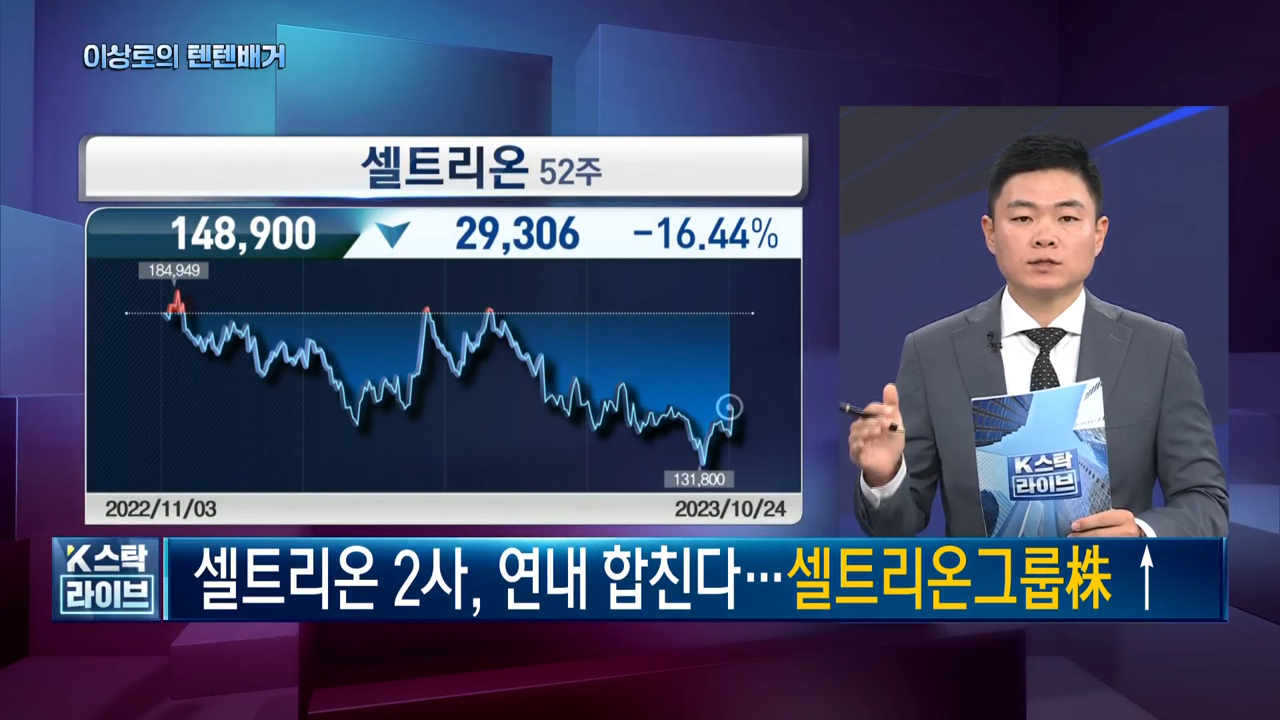 이상로의 텐텐배거
셀트리온 52주
148,900 ▼ 29,306 -16.44%
184,949
131,800
2022/11/03 2023/10/24
K스탁
라이브
K스탁
라이브
셀트리온 2사, 연내 합친다…셀트리온그룹株 ↑